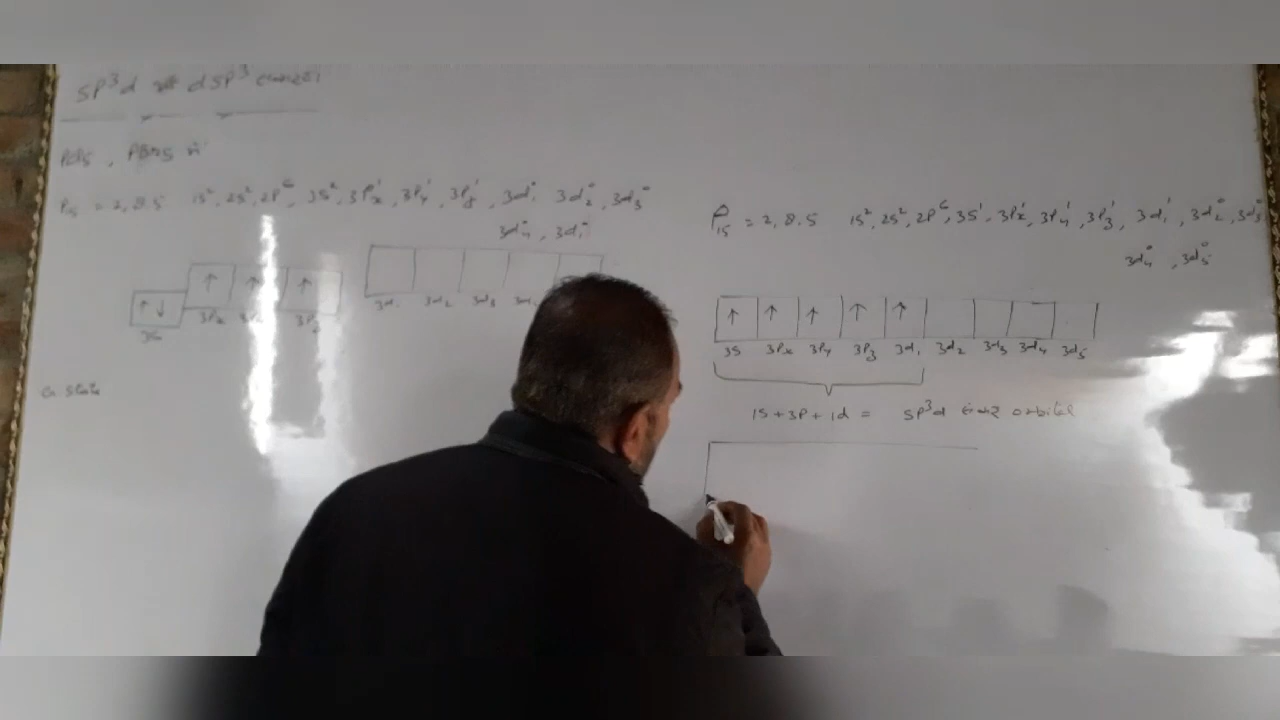 SP³d dSP³
PCl5 , PBr5
P15 = 2, 8.5 1S², 2S², 2P⁶, 3S², 3Px¹, 3Py¹, 3Pz¹, 3d1⁰ 3d2⁰, 3d3⁰
3d4⁰,
↑↓ ↑ ↑ ↑
3S 3Px 3Pz
3d1 3d2 3d3
G. State
P15 = 2, 8.5 1S², 2S², 2P⁶, 3S¹, 3Px¹, 3Py¹, 3Pz¹, 3d1¹, 3d2⁰, 3d3⁰
3d4⁰, 3d5⁰
↑ ↑ ↑ ↑ ↑
3S 3Px 3Py 3Pz 3d1 3d2 3d3 3d4 3d5
1S+3P+1d = SP³d orbital